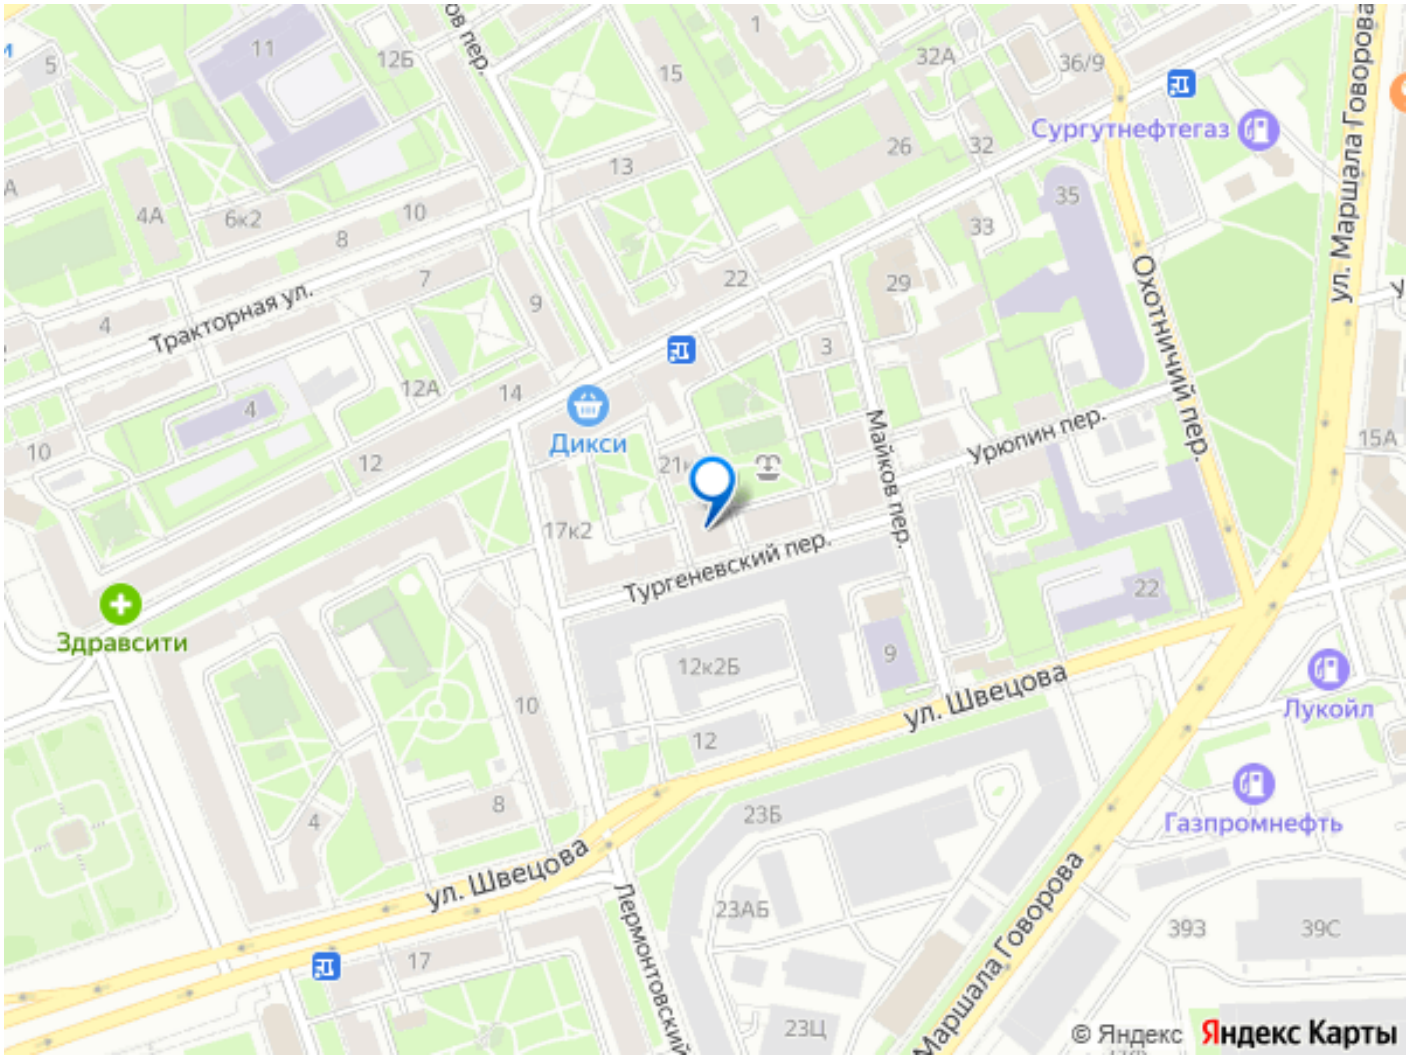 11
12Б
5
1
15
32А
36/9
Сургутнефтегаз
ул. Маршала Говорова
26
32
13
35
4А
6к2
10
8
33
ов пер.
22
29
7
9
Тракторная ул.
4
3
Охотничий пер.
12А
14
4
Дикси
Майков пер.
Урюпин пер.
15А
10
12
17к2
Тургеневский пер.
22
Здравсити
9
12к2Б
10
ул. Швецова
Лукойл
12
8
4
23Б
Газпромнефть
ул. Швецова
Лермонтовский
23АБ
Маршала Говорова
39З
39С
17
23Ц
© Яндекс Яндекс Карты